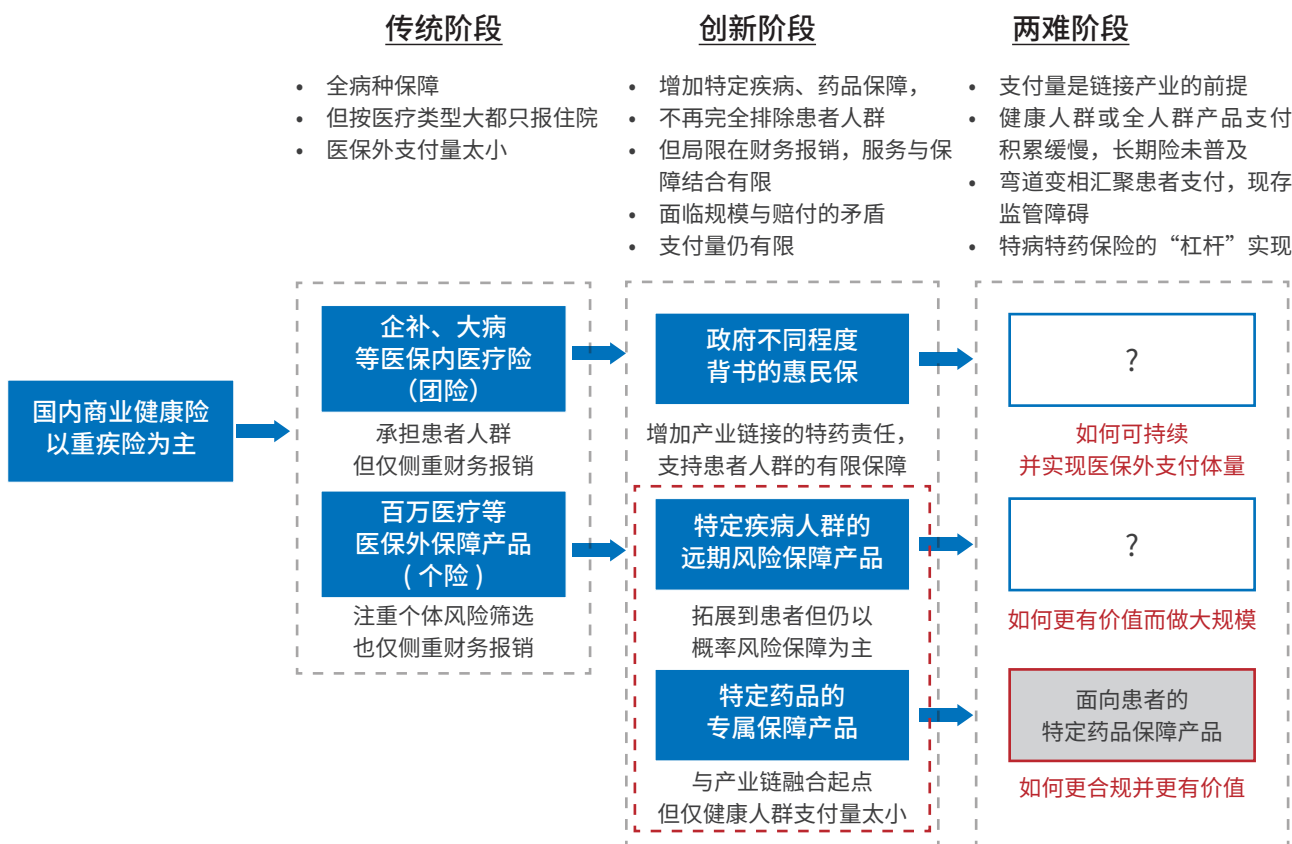 传统阶段
• 全病种保障
• 但按医疗类型大都只报住院
• 医保外支付量太小
创新阶段
• 增加特定疾病、药品保障，
• 不再完全排除患者人群
• 但局限在财务报销，服务与保
障结合有限
• 面临规模与赔付的矛盾
• 支付量仍有限
两难阶段
• 支付量是链接产业的前提
• 健康人群或全人群产品支付
积累缓慢，长期险未普及
• 弯道变相汇聚患者支付，现存
监管障碍
• 特病特药保险的“杠杆”实现
国内商业健康险
以重疾险为主
企补、大病
等医保内医疗险
（团险）
承担患者人群
但仅侧重财务报销
百万医疗等
医保外保障产品
( 个险 )
注重个体风险筛选
也仅侧重财务报销
政府不同程度
背书的惠民保
增加产业链接的特药责任，
支持患者人群的有限保障
特定疾病人群的
远期风险保障产品
拓展到患者但仍以
概率风险保障为主
特定药品的
专属保障产品
与产业链融合起点
但仅健康人群支付量太小
?
如何可持续
并实现医保外支付体量
?
如何更有价值而做大规模
面向患者的
特定药品保障产品
如何更合规并更有价值